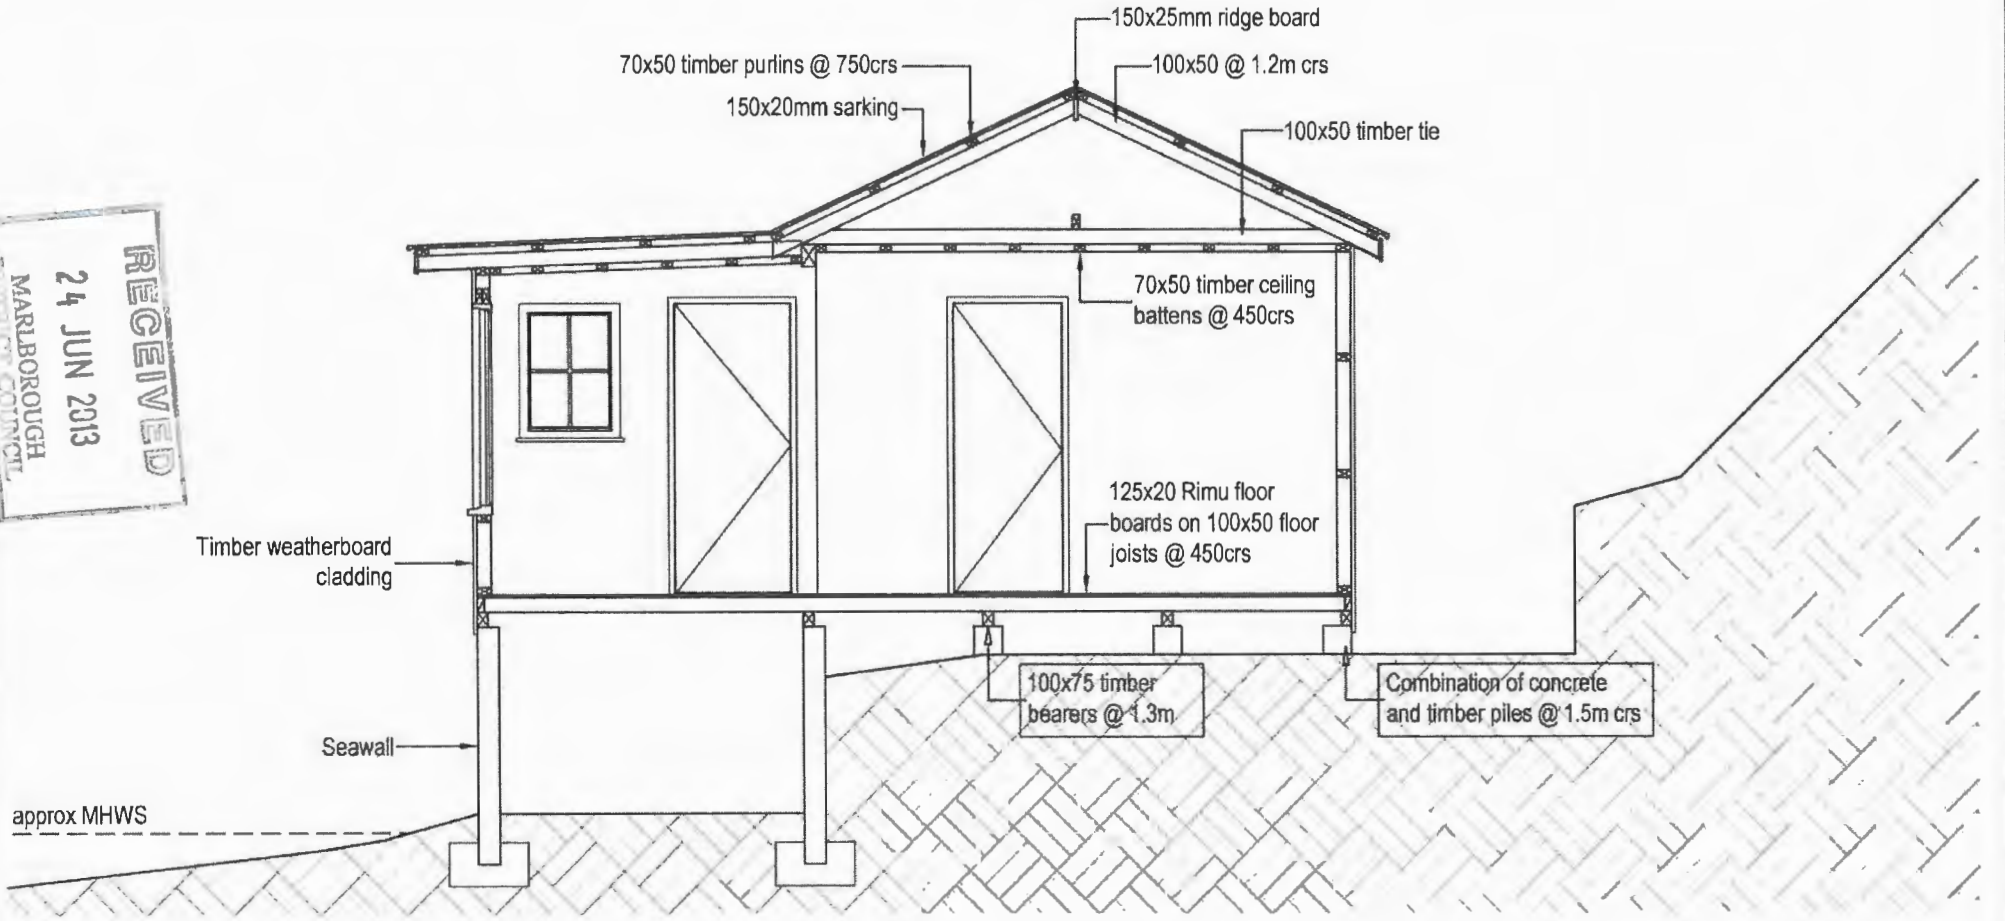 150x25mm ridge board
70x50 timber purlins @ 750crs
100x50 @ 1.2m crs
150x20mm sarking
100x50 timber tie
RECEIVED
24 JUN 2013
MARLBOROUGH
DISTRICT COUNCIL
70x50 timber ceiling
battens @ 450crs
125x20 Rimu floor
boards on 100x50 floor
joists @ 450crs
Timber weatherboard
cladding
100x75 timber
bearers @ 1.3m
Combination of concrete
and timber piles @ 1.5m crs
Seawall
approx MHWS